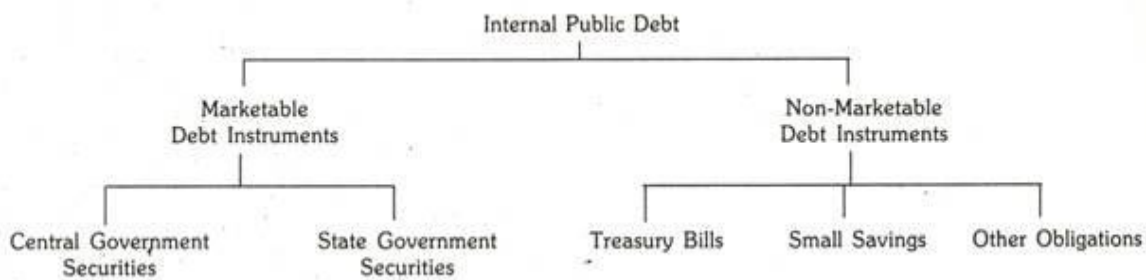 Internal Public Debt
Marketable
Debt Instruments
Non-Marketable
Debt Instruments
Central Government
Securities
State Government
Securities
Treasury Bills
Small Savings
Other Obligations